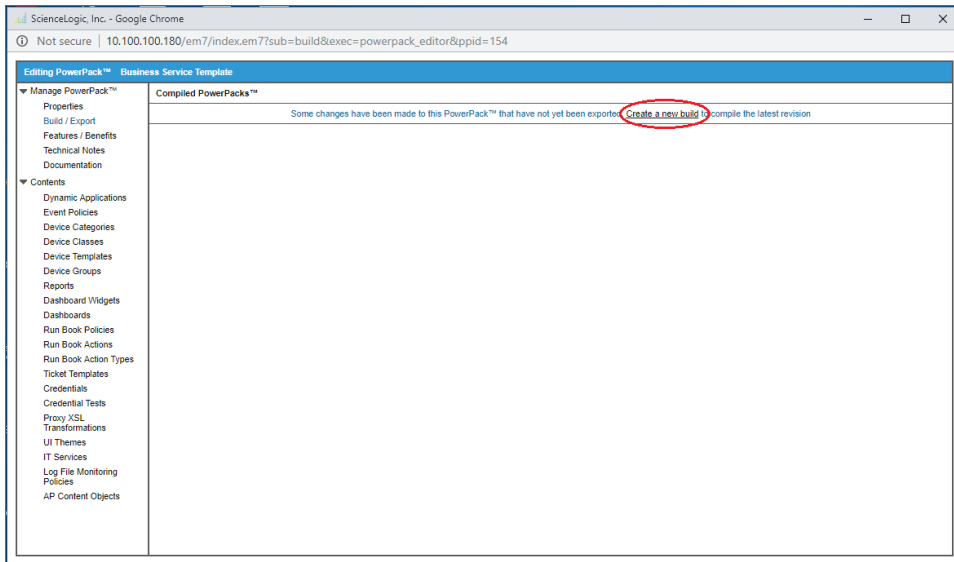 ScienceLogic, Inc. - Google Chrome
Not secure | 10.100.100.180/em7/index.em7?sub=build&exec=powerpack_editor&ppid=154
Editing PowerPack™ Business Service Template
Manage PowerPack™
Properties
Build / Export
Features / Benefits
Technical Notes
Documentation
Contents
Dynamic Applications
Event Policies
Device Categories
Device Classes
Device Templates
Device Groups
Reports
Dashboard Widgets
Dashboards
Run Book Policies
Run Book Actions
Run Book Action Types
Ticket Templates
Credentials
Credential Tests
Proxy XSL
Transformations
UI Themes
IT Services
Log File Monitoring
Policies
AP Content Objects
Compiled PowerPacks™
Some changes have been made to this PowerPack™ that have not yet been exported Create a new build to compile the latest revision